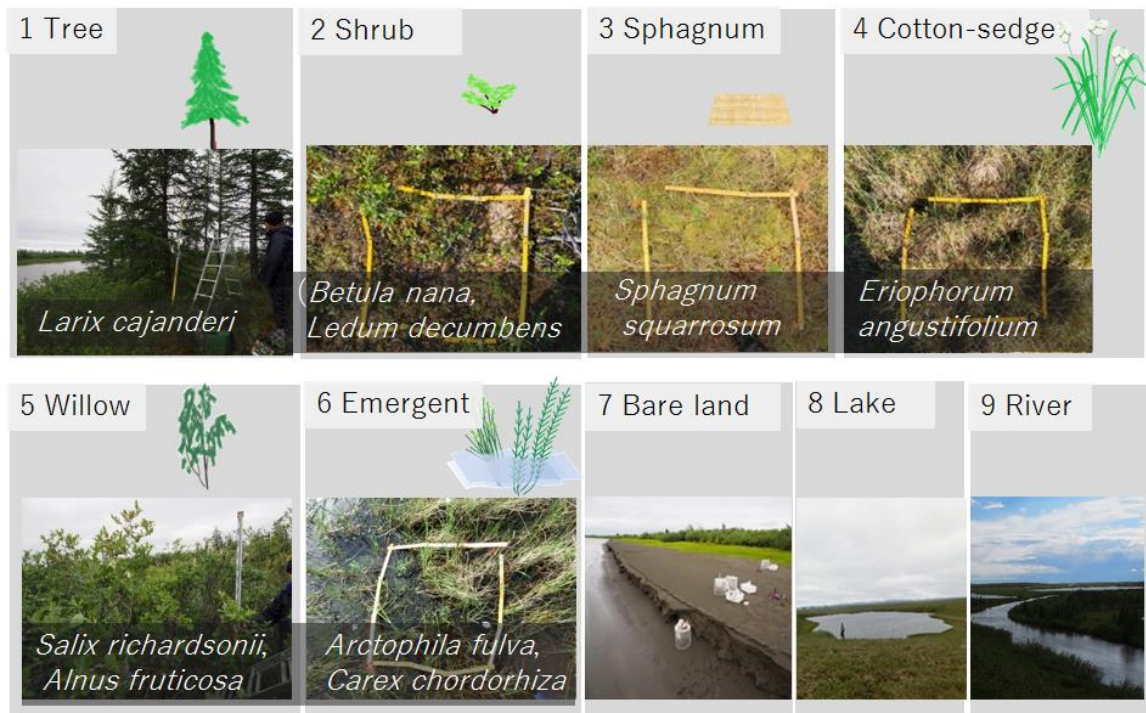 1 Tree
2 Shrub
3 Sphagnum
4 Cotton-sedge
Larix cajanderi
(Betula nana,
Ledum decumbens
Sphagnum
squarrosum
Eriophorum
angustifolium
5 Willow
6 Emergent
7 Bare land
8 Lake
9 River
Salix richardsonii,
Alnus fruticosa
Arctophila fulva,
Carex chordorhiza